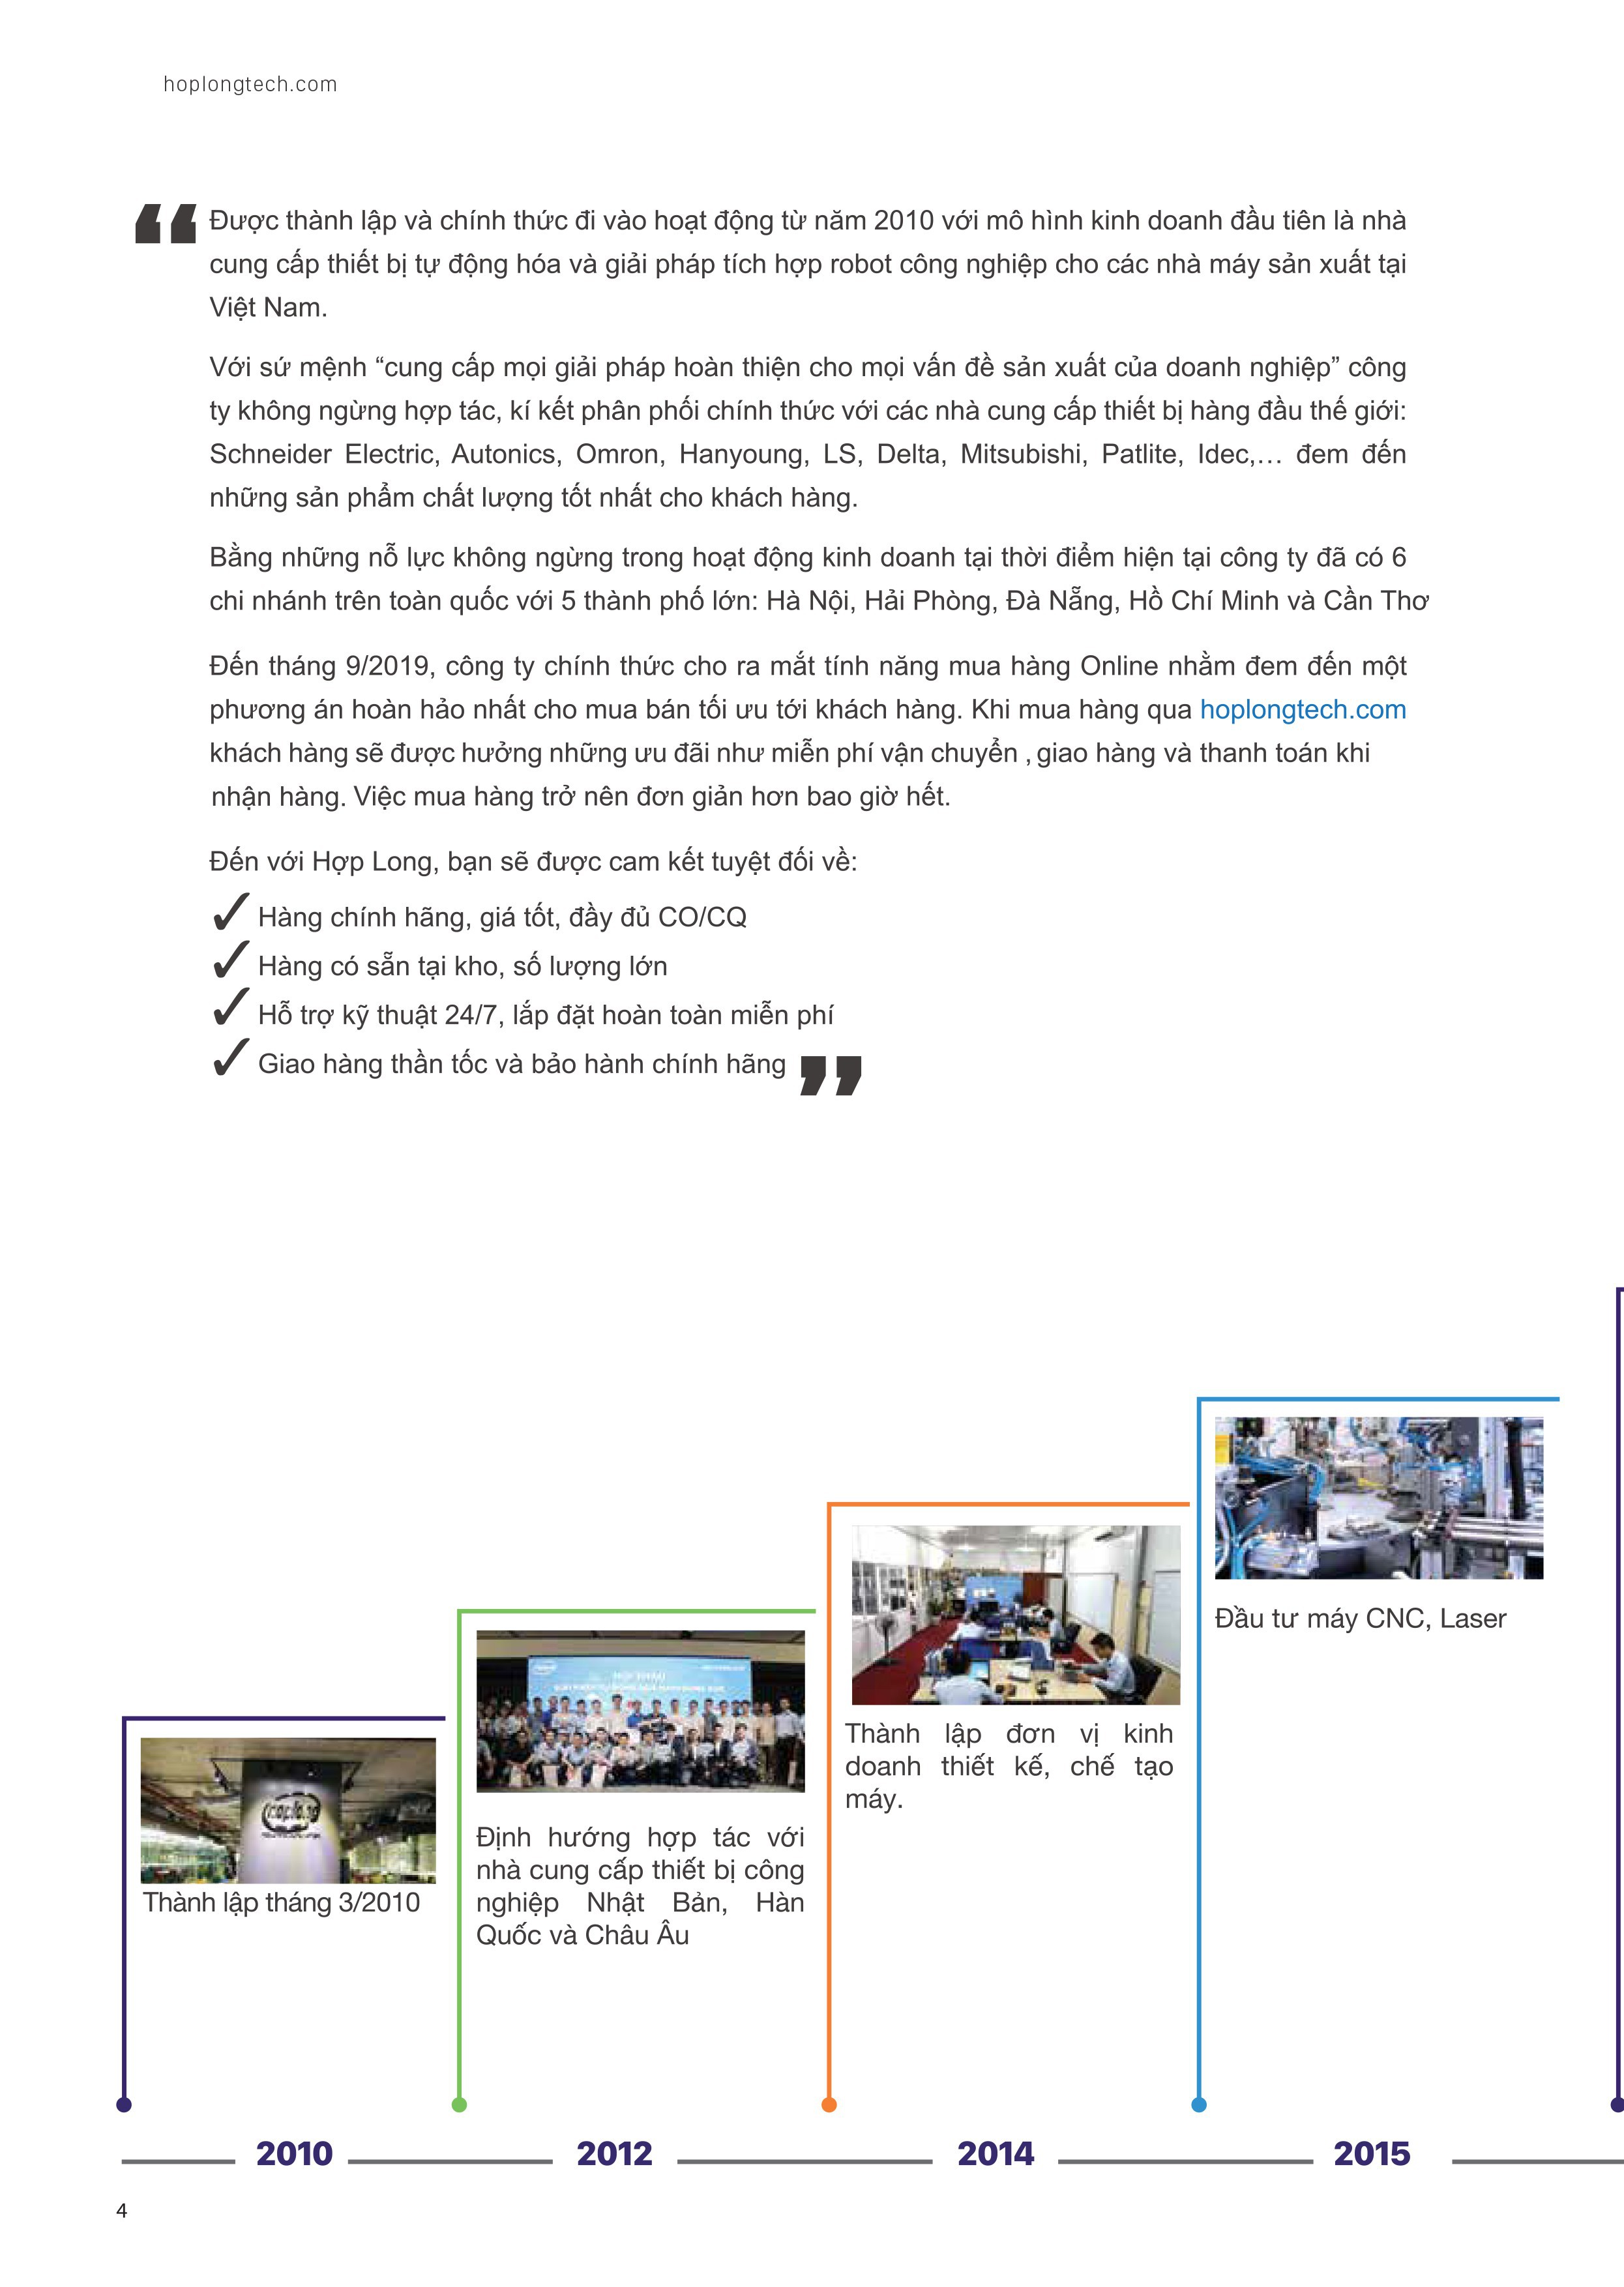 hoplongtech.com
“
Được thành lập và chính thức đi vào hoạt động từ năm 2010 với mô hình kinh doanh đầu tiên là nhà
cung cấp thiết bị tự động hóa và giải pháp tích hợp robot công nghiệp cho các nhà máy sản xuất tại
Việt Nam.
Với sứ mệnh “cung cấp mọi giải pháp hoàn thiện cho mọi vấn đề sản xuất của doanh nghiệp” công
ty không ngừng hợp tác, kí kết phân phối chính thức với các nhà cung cấp thiết bị hàng đầu thế giới:
Schneider Electric, Autonics, Omron, Hanyoung, LS, Delta, Mitsubishi, Patlite, Idec,… đem đến
những sản phẩm chất lượng tốt nhất cho khách hàng.
Bằng những nỗ lực không ngừng trong hoạt động kinh doanh tại thời điểm hiện tại công ty đã có 6
chi nhánh trên toàn quốc với 5 thành phố lớn: Hà Nội, Hải Phòng, Đà Nẵng, Hồ Chí Minh và Cần Thơ
Đến tháng 9/2019, công ty chính thức cho ra mắt tính năng mua hàng Online nhằm đem đến một
phương án hoàn hảo nhất cho mua bán tối ưu tới khách hàng. Khi mua hàng qua hoplongtech.com
khách hàng sẽ được hưởng những ưu đãi như miễn phí vận chuyển , giao hàng và thanh toán khi
nhận hàng. Việc mua hàng trở nên đơn giản hơn bao giờ hết.
Đến với Hợp Long, bạn sẽ được cam kết tuyệt đối về:
✓ Hàng chính hãng, giá tốt, đầy đủ CO/CQ
✓ Hàng có sẵn tại kho, số lượng lớn
✓ Hỗ trợ kỹ thuật 24/7, lắp đặt hoàn toàn miễn phí
✓ Giao hàng thần tốc và bảo hành chính hãng ”
hoplong
Thành lập tháng 3/2010
HỘI THẢO
Định hướng hợp tác với
nhà cung cấp thiết bị công
nghiệp Nhật Bản, Hàn
Quốc và Châu Âu
Thành lập đơn vị kinh
doanh thiết kế, chế tạo
máy.
Đầu tư máy CNC, Laser
2010
2012
2014
2015
4